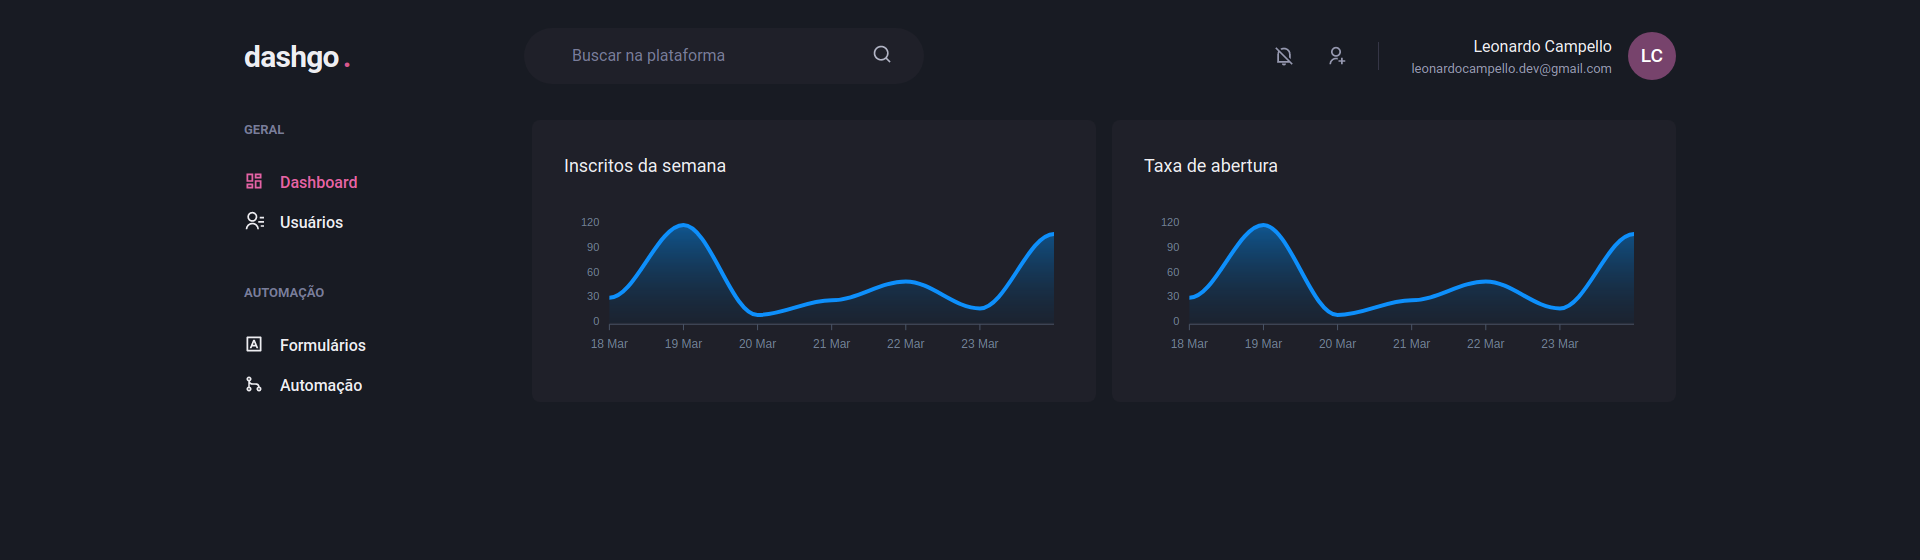 dashgo.
Buscar na plataforma
Leonardo Campello
leonardocampello.dev@gmail.com
LC
GERAL
Dashboard
Usuários
AUTOMAÇÃO
Formulários
Automação
Inscritos da semana
120
90
60
30
0
18 Mar 19 Mar 20 Mar 21 Mar 22 Mar 23 Mar
Taxa de abertura
120
90
60
30
0
18 Mar 19 Mar 20 Mar 21 Mar 22 Mar 23 Mar